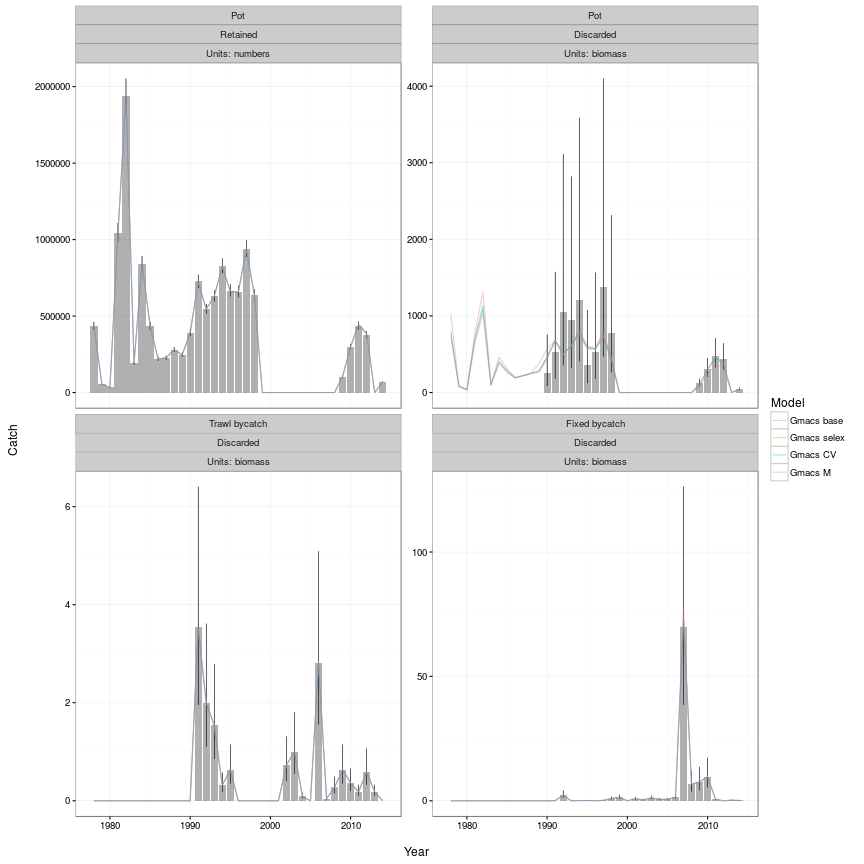 Pot
Retained
Units: numbers
Pot
Discarded
Units: biomass
2000000
1500000
1000000
500000
0
4000
3000
2000
1000
0
Trawl bycatch
Discarded
Units: biomass
Fixed bycatch
Discarded
Units: biomass
6
4
2
0
100
50
0
1980
1990
2000
2010
1980
1990
2000
2010
Catch
Year
Model
Gmacs base
Gmacs selex
Gmacs CV
Gmacs M